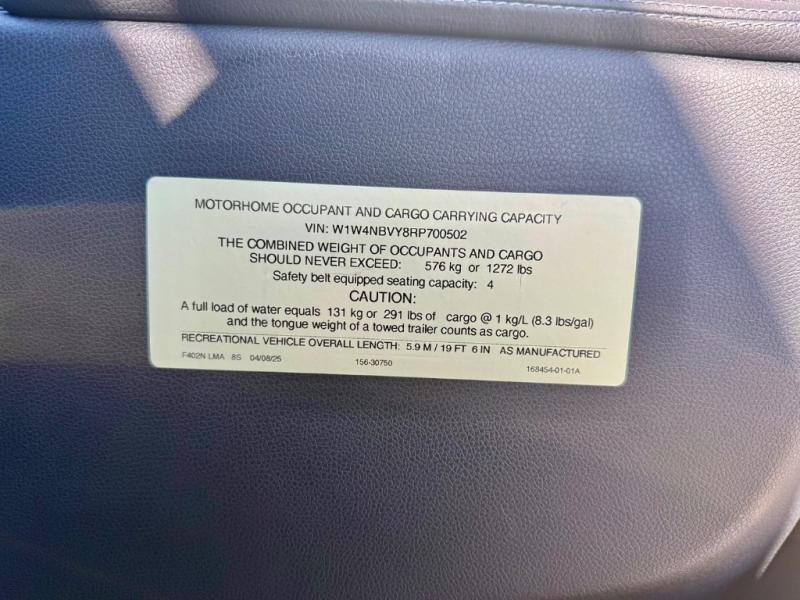 MOTORHOME OCCUPANT AND CARGO CARRYING CAPACITY
VIN: W1W4NBVY8RP700502
THE COMBINED WEIGHT OF OCCUPANTS AND CARGO
SHOULD NEVER EXCEED: 576 kg or 1272 lbs
Safety belt equipped seating capacity: 4
CAUTION:
A full load of water equals 131 kg or 291 lbs of cargo @ 1 kg/L (8.3 lbs/gal)
and the tongue weight of a towed trailer counts as cargo.
RECREATIONAL VEHICLE OVERALL LENGTH: 5.9 M / 19 FT 6 IN AS MANUFACTURED
F402N LMA 8S 04/08/25 156-30750 168454-01-01A